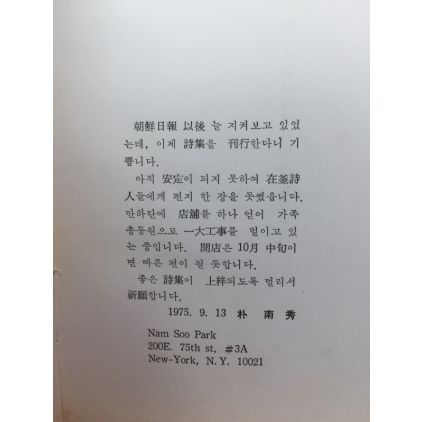 朝鮮日報 以後 늘 지켜보고 있었
는데, 이제 詩集을 刊行한다니 기
쁩니다.
아직 安定이 되지 못하여 在釜詩
人들에게 편지 한 장을 못썼읍니다.
만하탄에 店舖를 하나 얻어 가족
총동원으로 一大工事를 벌이고 있
는 중입니다. 開店은 10月 中旬이
면 빠른 편이 될 듯합니다.
좋은 詩集이 上梓되도록 멀리서
祈願합니다.
1975. 9. 13 朴 南 秀
Nam Soo Park
200E. 75th st, #3A
New-York, N.Y. 10021